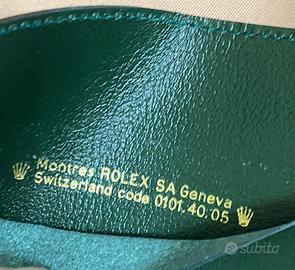 Montres ROLEX SA Geneva
Switzerland code 0101.40.05
subito